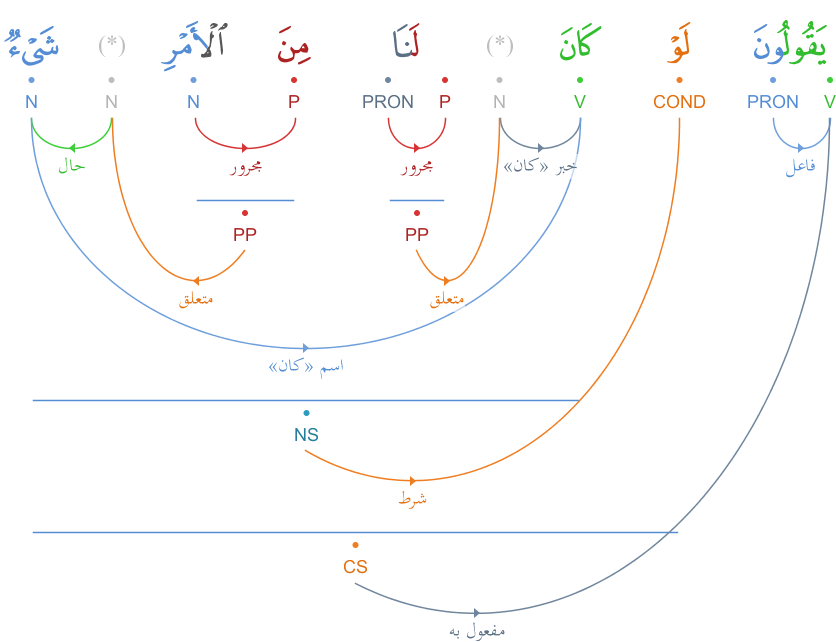 يَقُولُونَ لَوْ كَانَ (*) لَنَا مِنَ ٱلْأَمْرِ (*) شَىْءٌ
V PRON COND V N P PRON P N N N
فاعل خبر «كان» مجرور مجرور حال
PP PP
متعلق متعلق
اسم «كان»
NS
شرط
CS
مفعول به